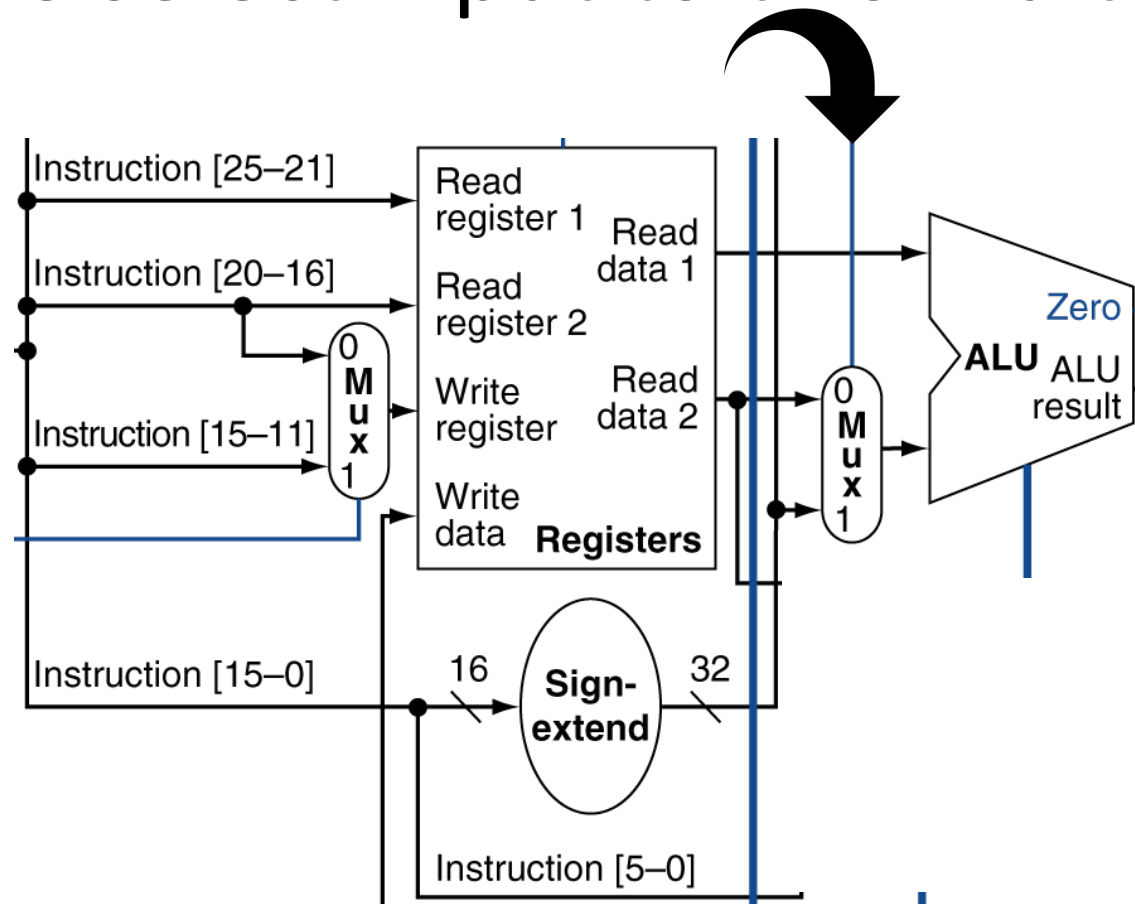 Instruction [25–21]
Read
register 1
Read
data 1
Instruction [20–16]
Read
register 2
Zero
0
M
u
x
1
Write
register
Read
data 2
0
M
u
x
1
ALU
ALU
result
Instruction [15–11]
Write
data
Registers
Instruction [15–0]
16
Sign-
extend
32
Instruction [5–0]